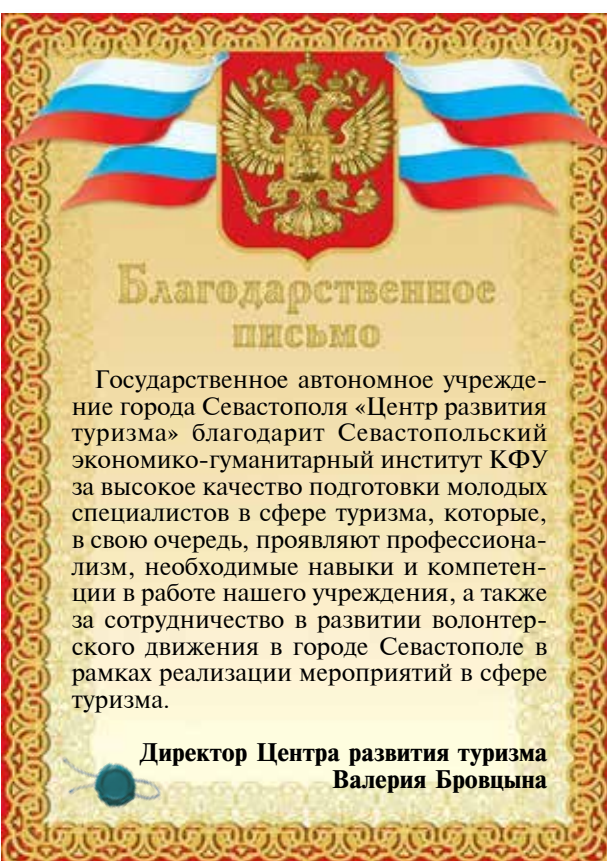 Благодарственное
письмо
Государственное автономное учрежде-
ние города Севастополя «Центр развития
туризма» благодарит Севастопольский
экономико-гуманитарный институт КФУ
за высокое качество подготовки молодых
специалистов в сфере туризма, которые,
в свою очередь, проявляют профессиона-
лизм, необходимые навыки и компетен-
ции в работе нашего учреждения, а также
за сотрудничество в развитии волонтер-
ского движения в городе Севастополе в
рамках реализации мероприятий в сфере
туризма.
Директор Центра развития туризма
Валерия Бровцына